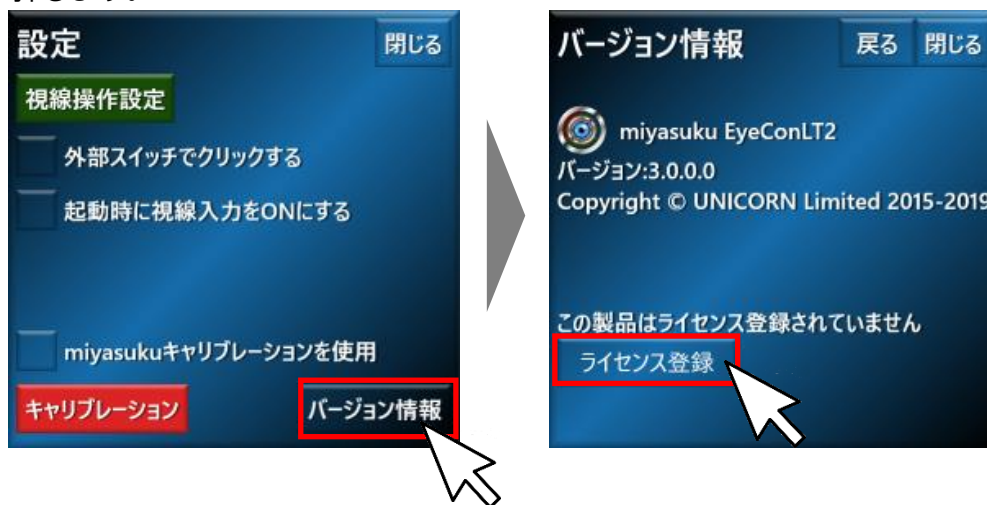 設定
閉じる
視線操作設定
外部スイッチでクリックする
起動時に視線入力をONにする
miyasukuキャリブレーションを使用
キャリブレーション
バージョン情報
バージョン情報
戻る
閉じる
miyasuku EyeConLT2
バージョン:3.0.0.0
Copyright © UNICORN Limited 2015-2019
この製品はライセンス登録されていません
ライセンス登録